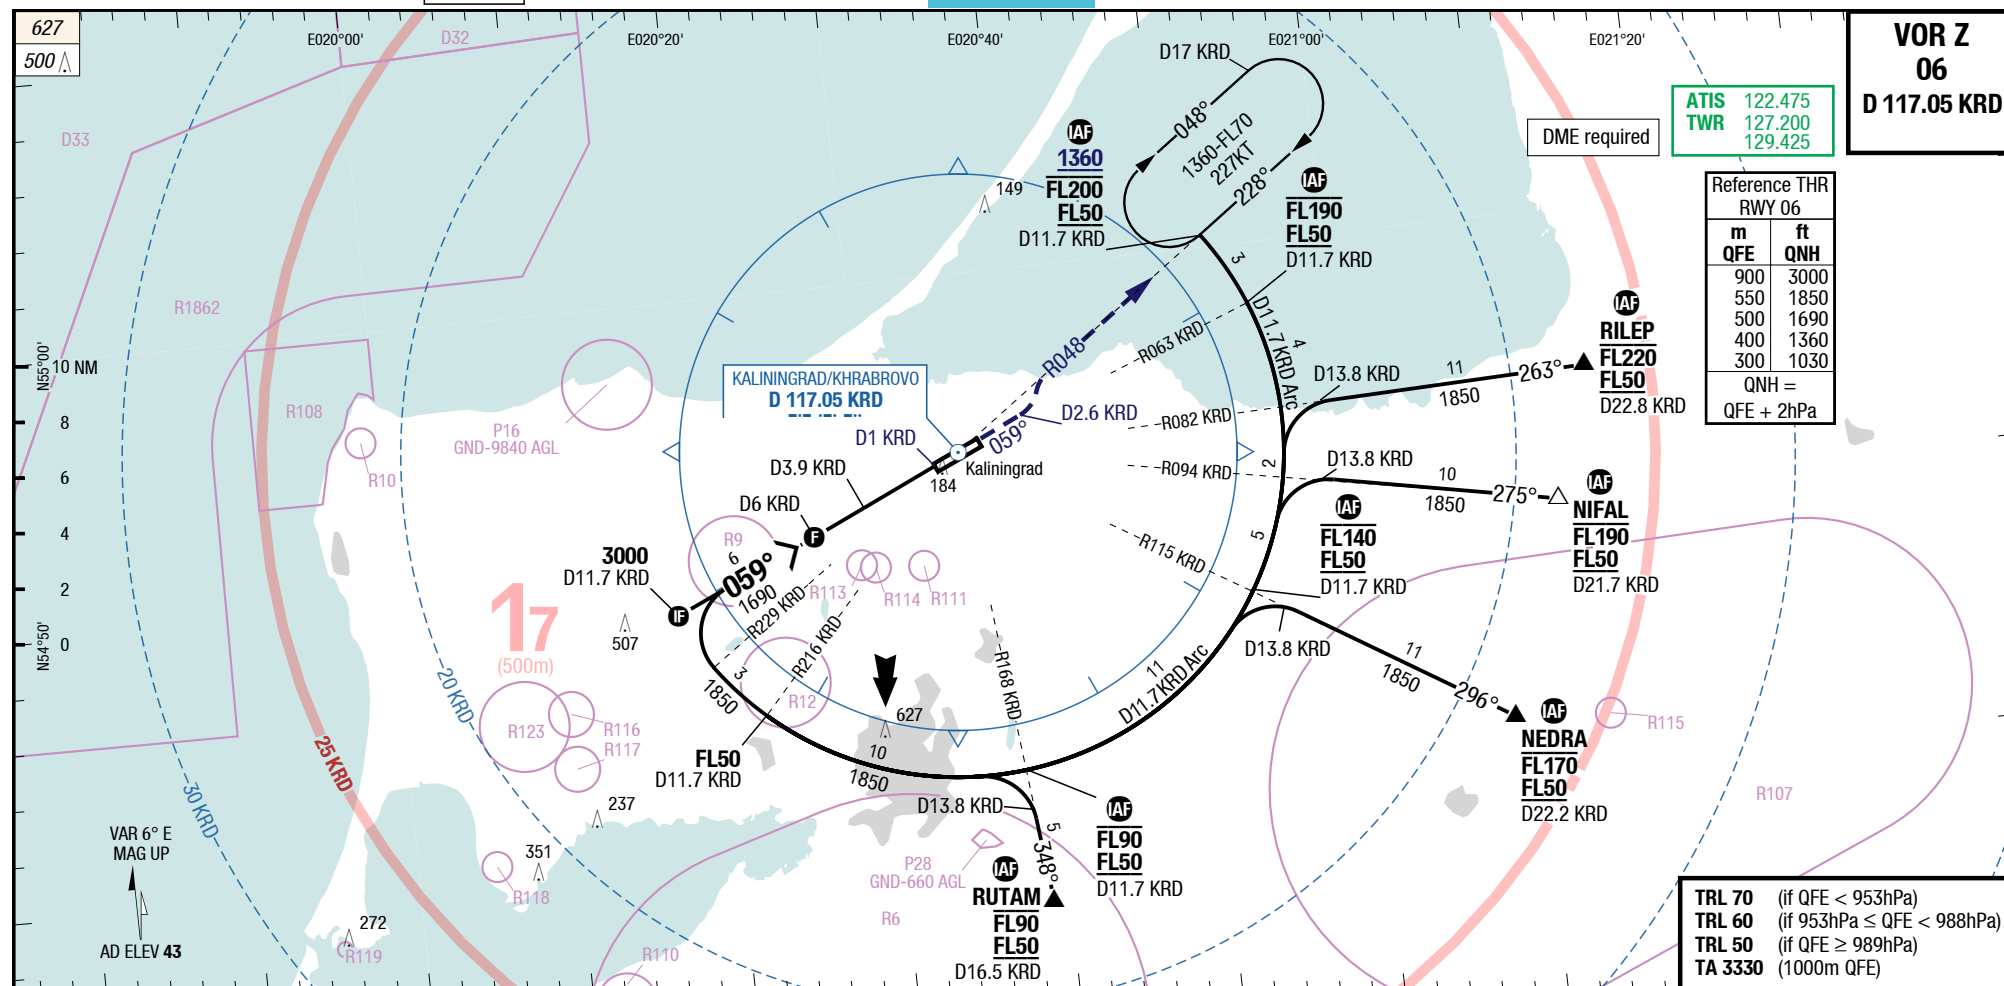 627
500
E020°00'
E020°20'
E020°40'
E021°00'
E021°20'
VOR Z
06
D 117.05 KRD
ATIS 122.475
TWR 127.200
129.425
DME required
Reference THR
RWY 06
m ft
QFE QNH
900 3000
550 1850
500 1690
400 1360
300 1030
QNH =
QFE + 2hPa
D32
D33
R1862
R108
R10
P16
GND-9840 AGL
N55°00'
10 NM
8
6
4
2
0
N54°50'
D17 KRD
048°
1360-FL70
227KT
228°
IAF
1360
FL200
FL50
D11.7 KRD
149
IAF
FL190
FL50
D11.7 KRD
3
D11.7 KRD Arc
4
R048
R063 KRD
KALININGRAD/KHRABROVO
D 117.05 KRD
D1 KRD
D2.6 KRD
059°
Kaliningrad
184
D3.9 KRD
D6 KRD
F
R082 KRD
D13.8 KRD
11
1850
263°
IAF
RILEP
FL220
FL50
D22.8 KRD
R094 KRD
2
D13.8 KRD
10
1850
275°
IAF
NIFAL
FL190
FL50
D21.7 KRD
5
IAF
FL140
FL50
D11.7 KRD
R115 KRD
D13.8 KRD
11
1850
296°
IAF
NEDRA
FL170
FL50
D22.2 KRD
R115
R107
3000
D11.7 KRD
IF
R9
6
059°
1690
R229 KRD
R113
R114
R111
R216 KRD
R168 KRD
17
(500m)
507
3
1850
R12
FL50
D11.7 KRD
627
10
1850
11
D11.7 KRD Arc
20 KRD
25 KRD
30 KRD
R123
R116
R117
237
351
R118
272
R119
R110
VAR 6° E
MAG UP
AD ELEV 43
D13.8 KRD
5
348°
P28
GND-660 AGL
R6
IAF
RUTAM
FL90
FL50
D16.5 KRD
IAF
FL90
FL50
D11.7 KRD
TRL 70 (if QFE < 953hPa)
TRL 60 (if 953hPa ≤ QFE < 988hPa)
TRL 50 (if QFE ≥ 989hPa)
TA 3330 (1000m QFE)